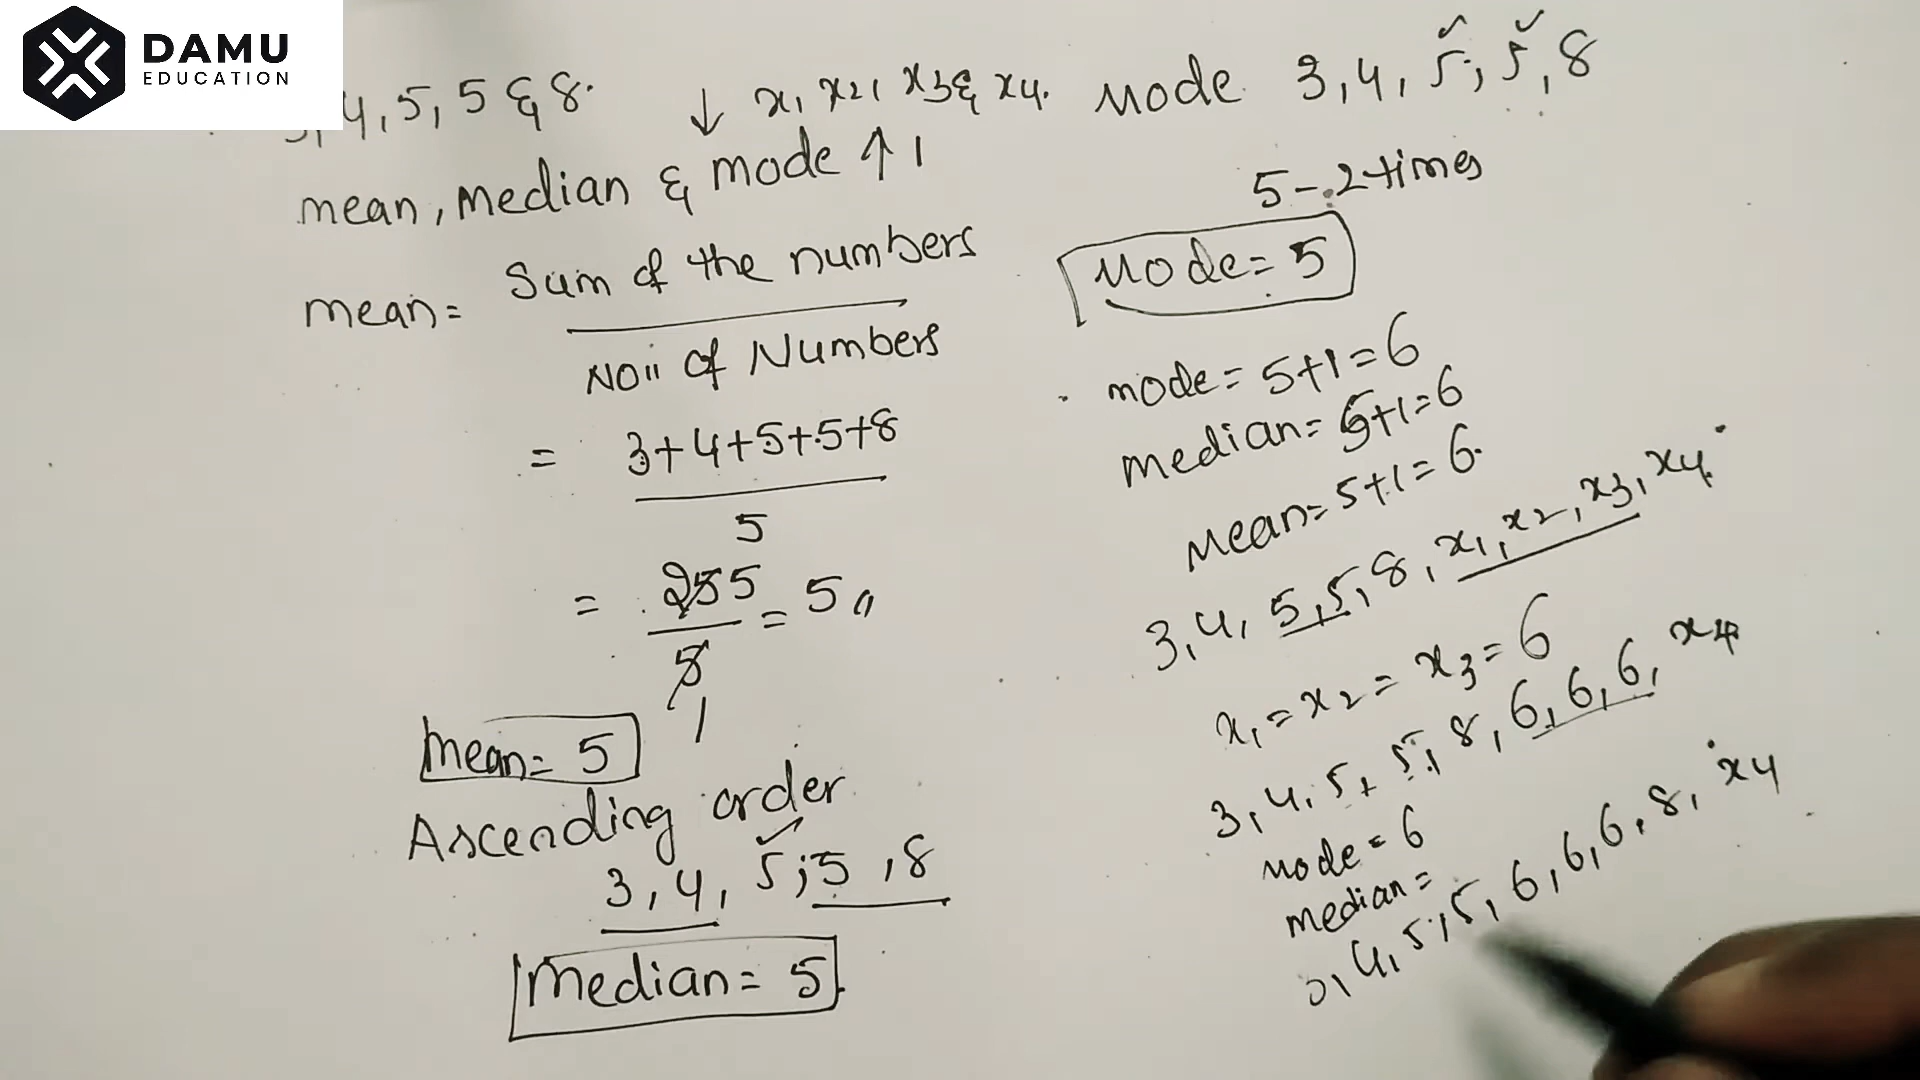 DAMU
EDUCATION
4, 5, 5 & 8.
↓ x1, x2, x3 & x4.
mean, median & mode ↑ 1
mean = Sum of the numbers
No" of Numbers
= 3+4+5+5+8
5
= 25 5 = 5"
5
1
mean = 5
Ascending order
3, 4, 5, 5, 8
Median = 5
Mode 3, 4, 5, 5, 8
5 - 2 times
Mode = 5
mode = 5+1 = 6
median = 5+1 = 6
Mean = 5+1 = 6.
3, 4, 5, 5, 8, x1, x2, x3, x4.
x1 = x2 = x3 = 6
3, 4, 5, 5, 8, 6, 6, 6, x4
mode = 6
median =
4, 5, 5, 6, 6, 6, 8, x4